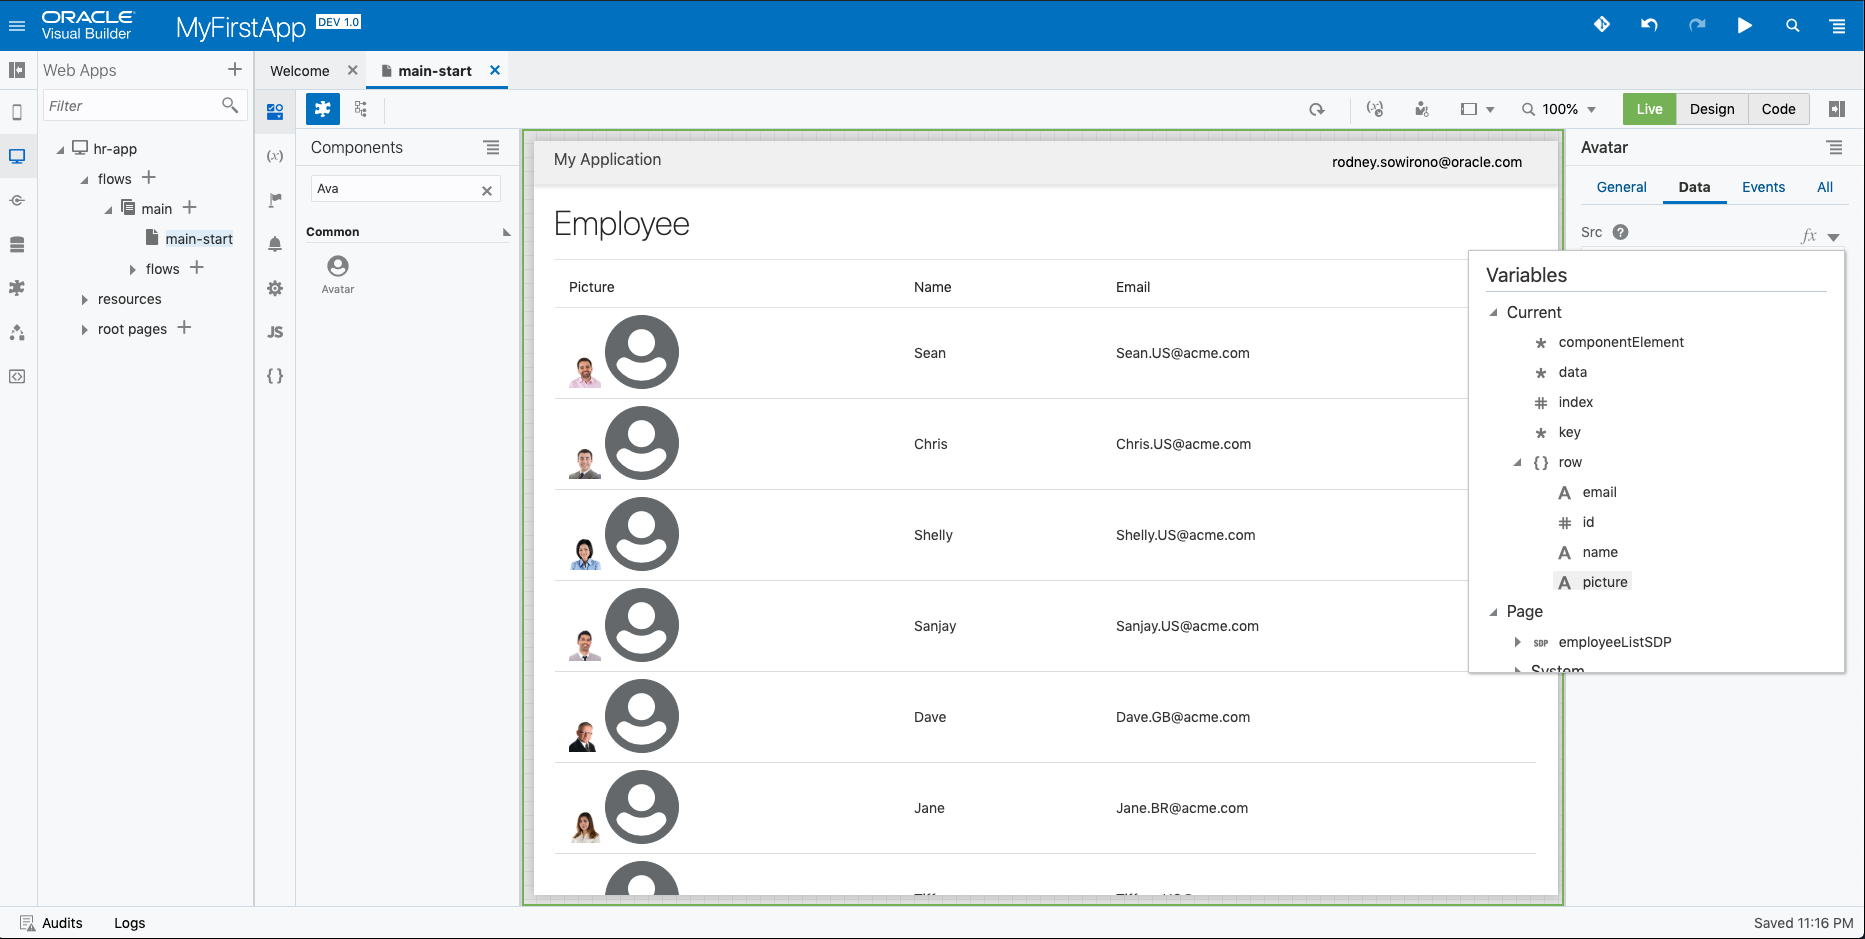 ORACLE
Visual Builder
MyFirstApp
DEV 1.0
Web Apps
Filter
hr-app
flows
main
main-start
flows
resources
root pages
Welcome
main-start
100%
Live
Design
Code
(x)
JS
{ }
Components
Ava
Common
Avatar
My Application
rodney.sowirono@oracle.com
Employee
Picture Name Email
Sean Sean.US@acme.com
Chris Chris.US@acme.com
Shelly Shelly.US@acme.com
Sanjay Sanjay.US@acme.com
Dave Dave.GB@acme.com
Jane Jane.BR@acme.com
Avatar
General Data Events All
Src ? fx
Variables
Current
componentElement
data
index
key
{ } row
A email
id
A name
A picture
Page
SDP employeeListSDP
System
Audits
Logs
Saved 11:16 PM